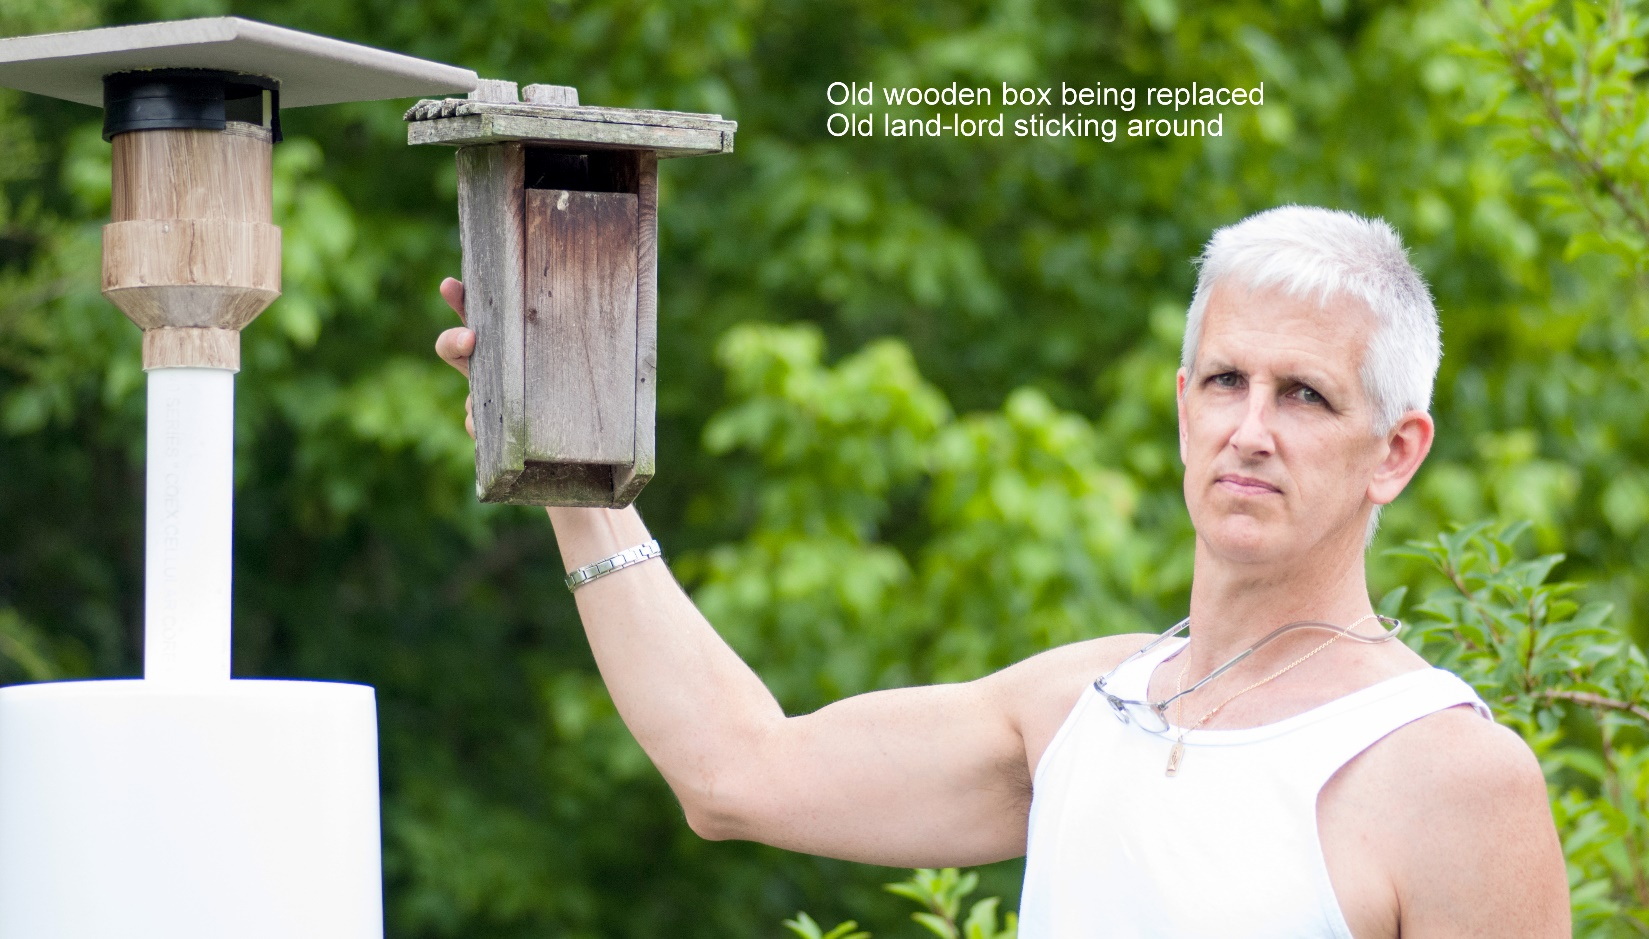 Old wooden box being replaced
Old land-lord sticking around